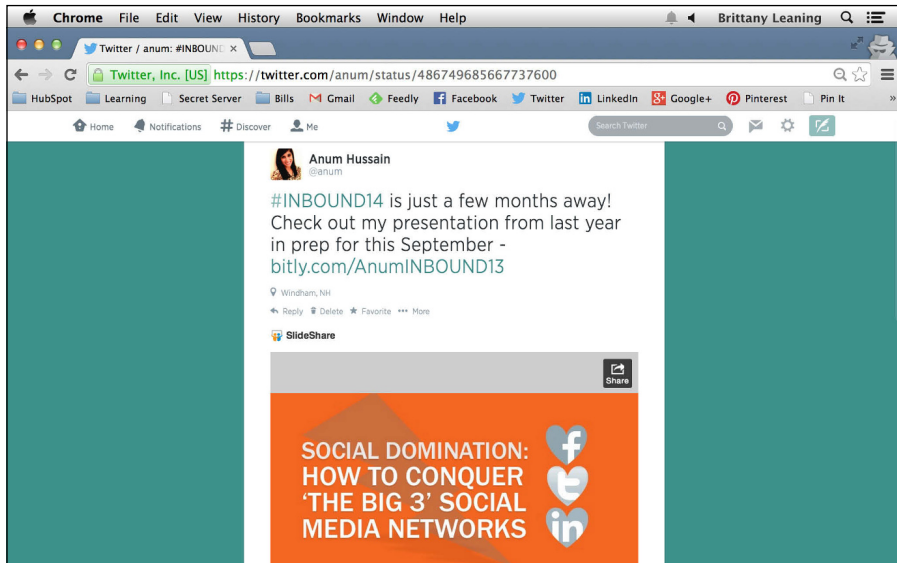 Chrome File Edit View History Bookmarks Window Help Brittany Leaning
Twitter / anum: #INBOUND
Twitter, Inc. [US] https://twitter.com/anum/status/486749685667737600
HubSpot Learning Secret Server Bills Gmail Feedly Facebook Twitter LinkedIn Google+ Pinterest Pin It »
Home Notifications Discover Me Search Twitter
Anum Hussain
@anum
#INBOUND14 is just a few months away!
Check out my presentation from last year
in prep for this September -
bitly.com/AnumINBOUND13
Windham, NH
Reply Delete Favorite More
SlideShare
Share
SOCIAL DOMINATION:
HOW TO CONQUER
‘THE BIG 3’ SOCIAL
MEDIA NETWORKS